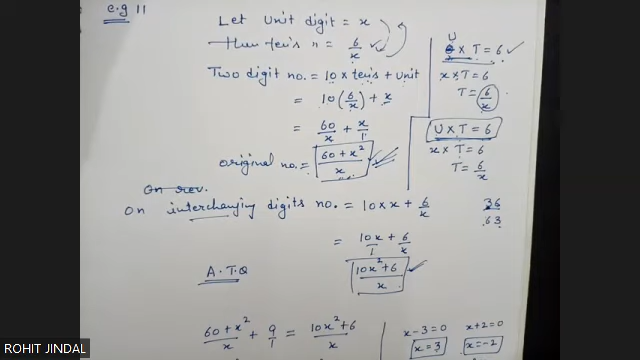 e.g 11
Let Unit digit = x
Then ten's n = 6/x
Two digit no. = 10 × ten's + unit
= 10(6/x) + x
= 60/x + x/1
original no. = 60 + x²/x
U
× T = 6
x × T = 6
T = 6/x
U × T = 6
x × T = 6
T = 6/x
On rev.
On interchanging digits no. = 10 × x + 6/x
36
63
= 10x/1 + 6/x
10x² + 6/x
A.T.Q
60 + x²/x + 9/1 = 10x² + 6/x
x - 3 = 0
x + 2 = 0
x = 3
x = -2
ROHIT JINDAL